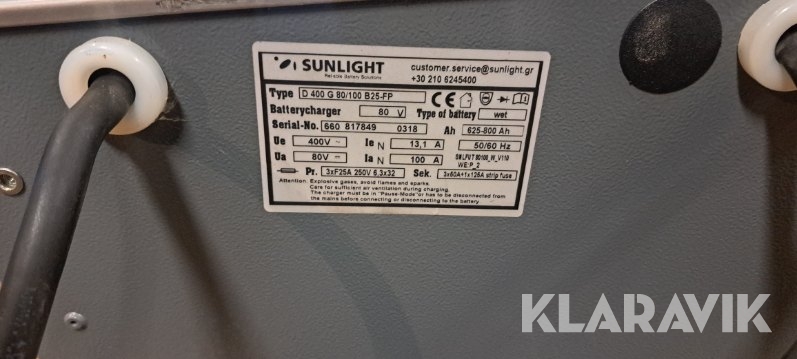 SUNLIGHT
Reliable Battery Solutions
customer.service@sunlight.gr
+30 210 6245400
Type D 400 G 80/100 B25-FP CE
Batterycharger 80 V Type of battery wet
Serial-No. 660 817849 0318 Ah 625-800 Ah
Ue 400V ~ Ie N 13,1 A 50/60 Hz
Ua 80V Ia N 100 A
WE:P_2
Pr. 3xF25A 250V 6,3x32 Sek. 3x60A+1x125A strip fuse
Attention: Explosive gases, avoid flames and sparks.
Care for sufficient air ventilation during charging.
The charger must be in "Pause-Mode" or has to be disconnected from
the mains before connecting or disconnecting to the battery.
KLARAVIK